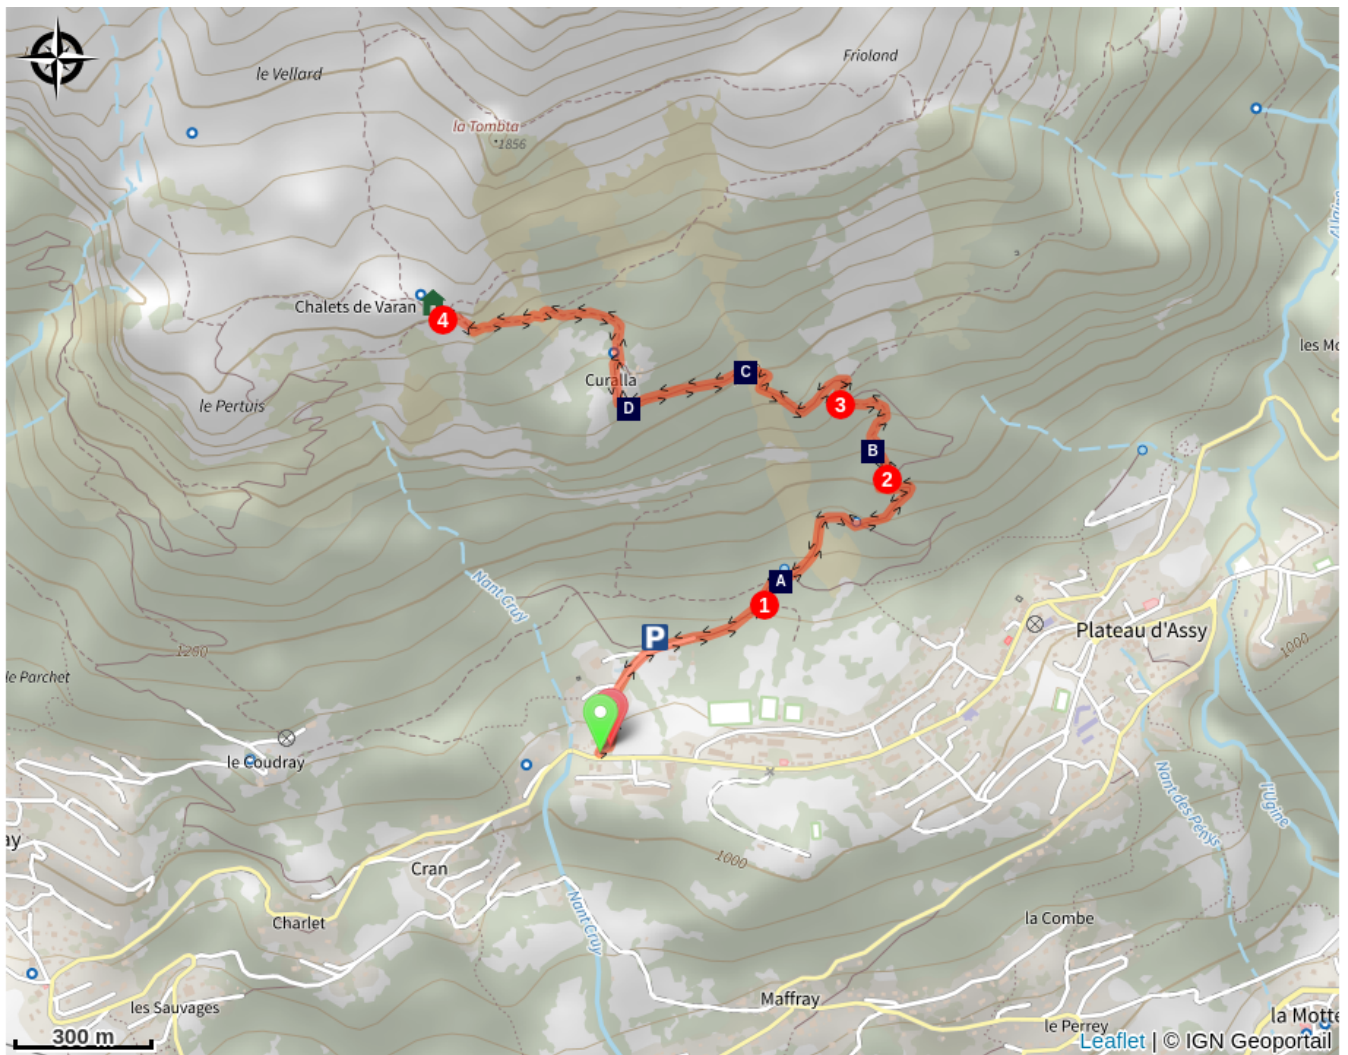 Frioland
le Vellard
la Tombta
1856
Chalets de Varan
4
les Mo
Curalla
C
le Pertuis
D
3
B
2
Nant Cruy
A
1
P
Plateau d'Assy
1000
1200
le Parchet
le Coudray
Nant des Penys
l'Ugine
ay
1000
Cran
Charlet
Nant Cruy
la Combe
les Sauvages
Maffray
la Motte
le Perrey
300 m
Leaflet | © IGN Geoportail